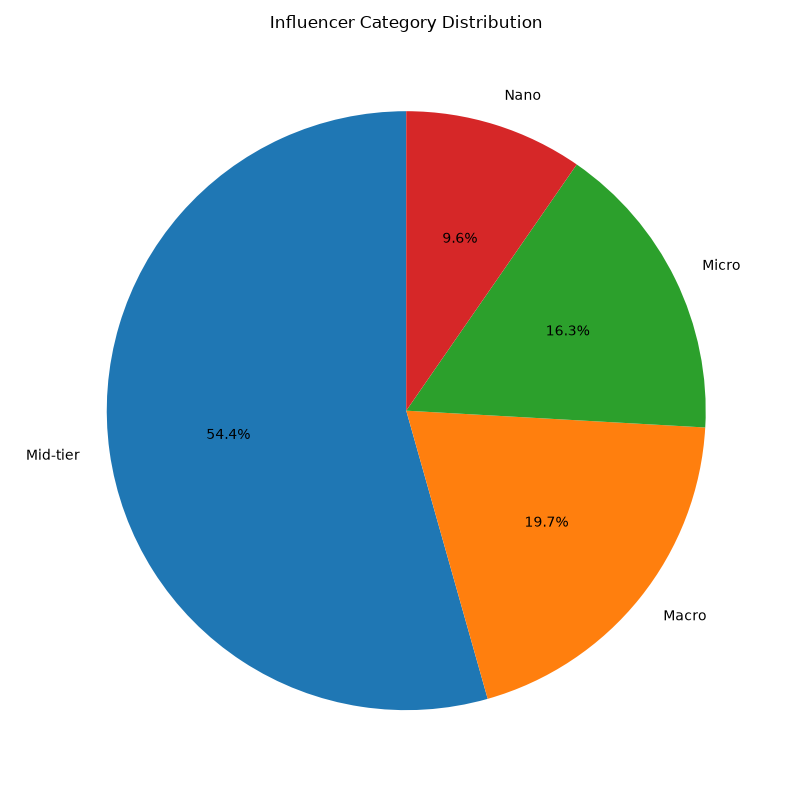 Influencer Category Distribution
Nano
9.6%
Micro
16.3%
54.4%
Mid-tier
19.7%
Macro